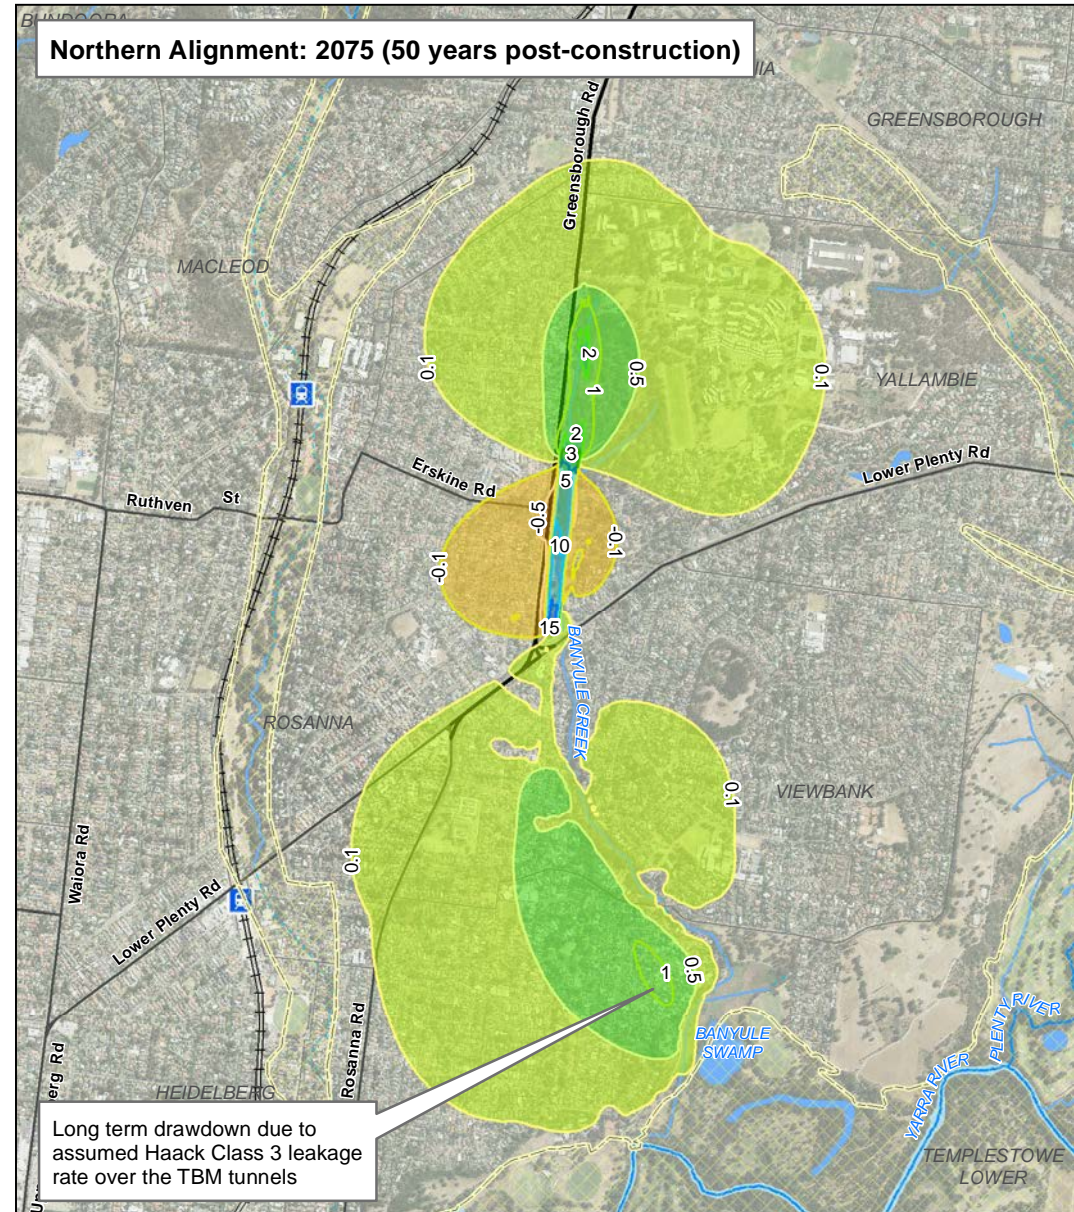 BUNDOORA
Northern Alignment: 2075 (50 years post-construction)
NIA
GREENSBOROUGH
Greensborough Rd
MACLEOD
2
0.1
1
0.5
0.1
YALLAMBIE
2
3
Lower Plenty Rd
Erskine Rd
5
Ruthven St
-0.5
10
-0.1
-0.1
15
BANYULE CREEK
ROSANNA
0.1
VIEWBANK
Waiora Rd
0.1
Lower Plenty Rd
1
0.5
Rosanna Rd
BANYULE
SWAMP
PLENTY RIVER
YARRA RIVER
erg Rd
HEIDELBERG
Long term drawdown due to
assumed Haack Class 3 leakage
rate over the TBM tunnels
TEMPLESTOWE
LOWER